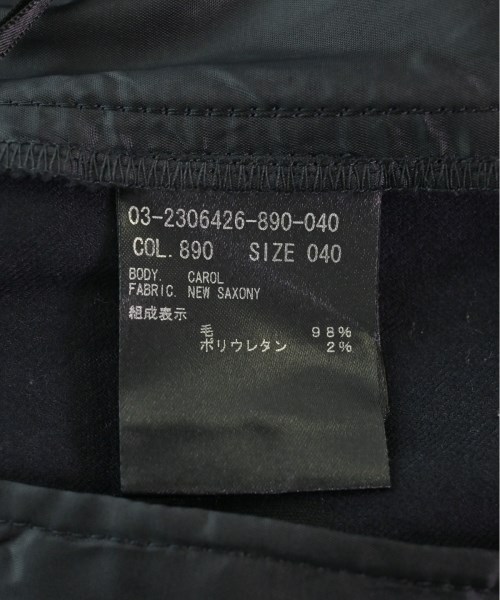 03-2306426-890-040
COL. 890 SIZE 040
BODY. CAROL
FABRIC. NEW SAXONY
組成表示
毛 98%
ポリウレタン 2%